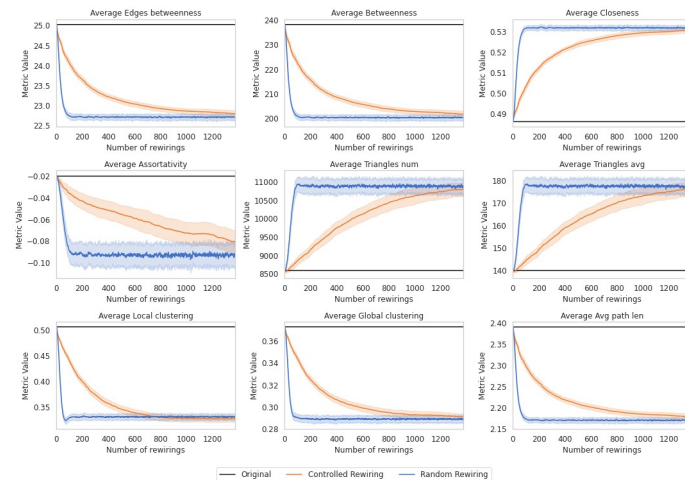 Average Edges betweenness
Average Betweenness
Average Closeness
Metric Value
25.0
24.5
24.0
23.5
23.0
22.5
0 200 400 600 800 1000 1200
Number of rewirings
Metric Value
240
230
220
210
200
0 200 400 600 800 1000 1200
Number of rewirings
Metric Value
0.53
0.52
0.51
0.50
0.49
0 200 400 600 800 1000 1200
Number of rewirings
Average Assortativity
Average Triangles num
Average Triangles avg
Metric Value
−0.02
−0.04
−0.06
−0.08
−0.10
0 200 400 600 800 1000 1200
Number of rewirings
Metric Value
11000
10500
10000
9500
9000
8500
0 200 400 600 800 1000 1200
Number of rewirings
Metric Value
180
170
160
150
140
0 200 400 600 800 1000 1200
Number of rewirings
Average Local clustering
Average Global clustering
Average Avg path len
Metric Value
0.50
0.45
0.40
0.35
0 200 400 600 800 1000 1200
Number of rewirings
Metric Value
0.36
0.34
0.32
0.30
0.28
0 200 400 600 800 1000 1200
Number of rewirings
Metric Value
2.40
2.35
2.30
2.25
2.20
2.15
0 200 400 600 800 1000 1200
Number of rewirings
Original Controlled Rewiring Random Rewiring